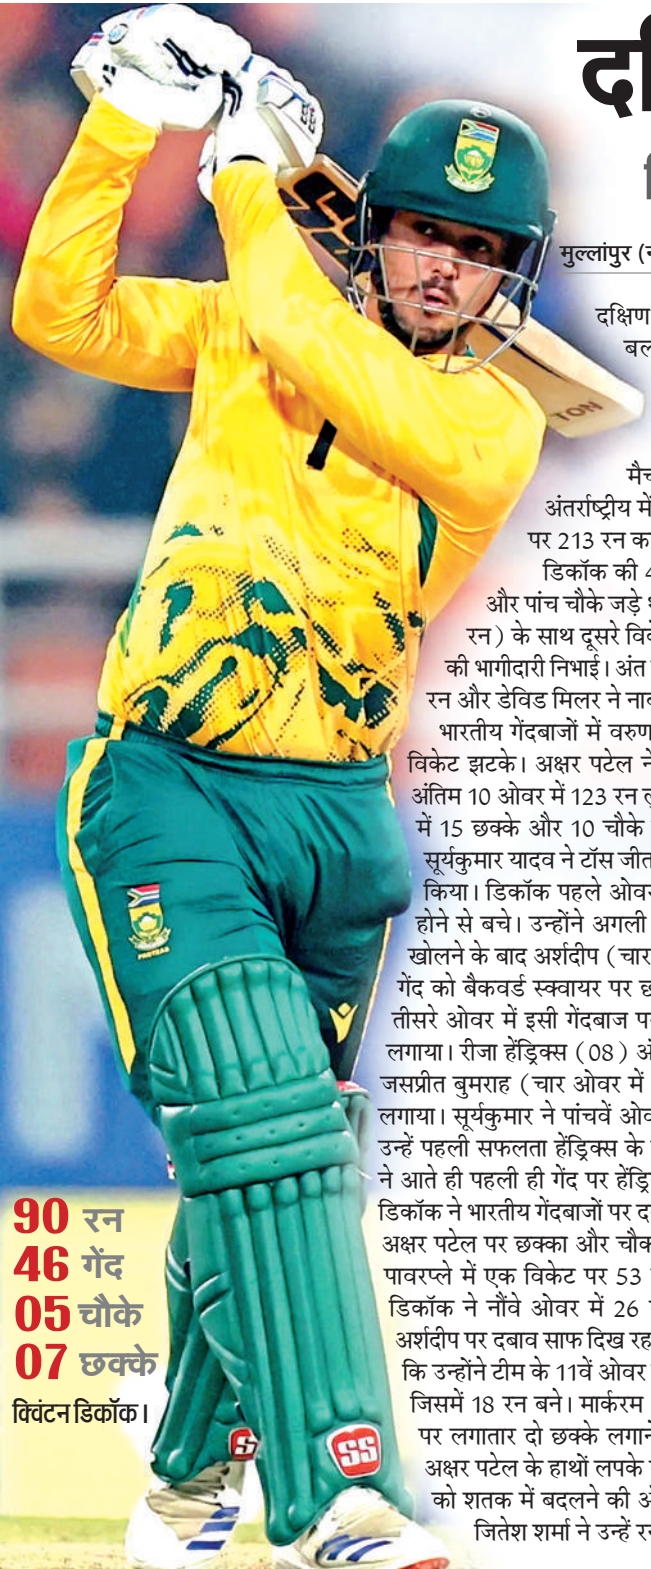 दक्षि
मुल्लांपुर
दक्षिण
बल
मैच
अंतर्राष्ट्रीय में
पर 213 रन का
डिकॉक की 4
और पांच चौके जड़े
रन) के साथ दूसरे
की भागीदारी निभाई। अंत
रन और डेविड मिलर ने
भारतीय गेंदबाजों में वरुण
विकेट झटके। अक्षर पटेल ने
अंतिम 10 ओवर में 123 रन
में 15 छक्के और 10 चौके
सूर्यकुमार यादव ने टॉस
किया। डिकॉक पहले ओवर
होने से बचे। उन्होंने अगली
खोलने के बाद अर्शदीप (चार
गेंद को बैकवर्ड स्क्वायर पर
तीसरे ओवर में इसी गेंदबाज
लगाया। रीजा हेंड्रिक्स (08)
जसप्रीत बुमराह (चार ओवर में
लगाया। सूर्यकुमार ने पांचवें
उन्हें पहली सफलता हेंड्रिक्स के
ने आते ही पहली ही गेंद पर
डिकॉक ने भारतीय गेंदबाजों पर
अक्षर पटेल पर छक्का और
पावरप्ले में एक विकेट पर 53
डिकॉक ने नौंवे ओवर में 26
अर्शदीप पर दबाव साफ दिख
कि उन्होंने टीम के 11वें ओवर
जिसमें 18 रन बने। मार्करम
पर लगातार दो छक्के
अक्षर पटेल के हाथों लपके
को शतक में बदलने की
जितेश शर्मा ने उन्हें
90 रन
46 गेंद
05 चौके
07 छक्के
क्विंटन डिकॉक।
TON
PROTEAS
SS
S